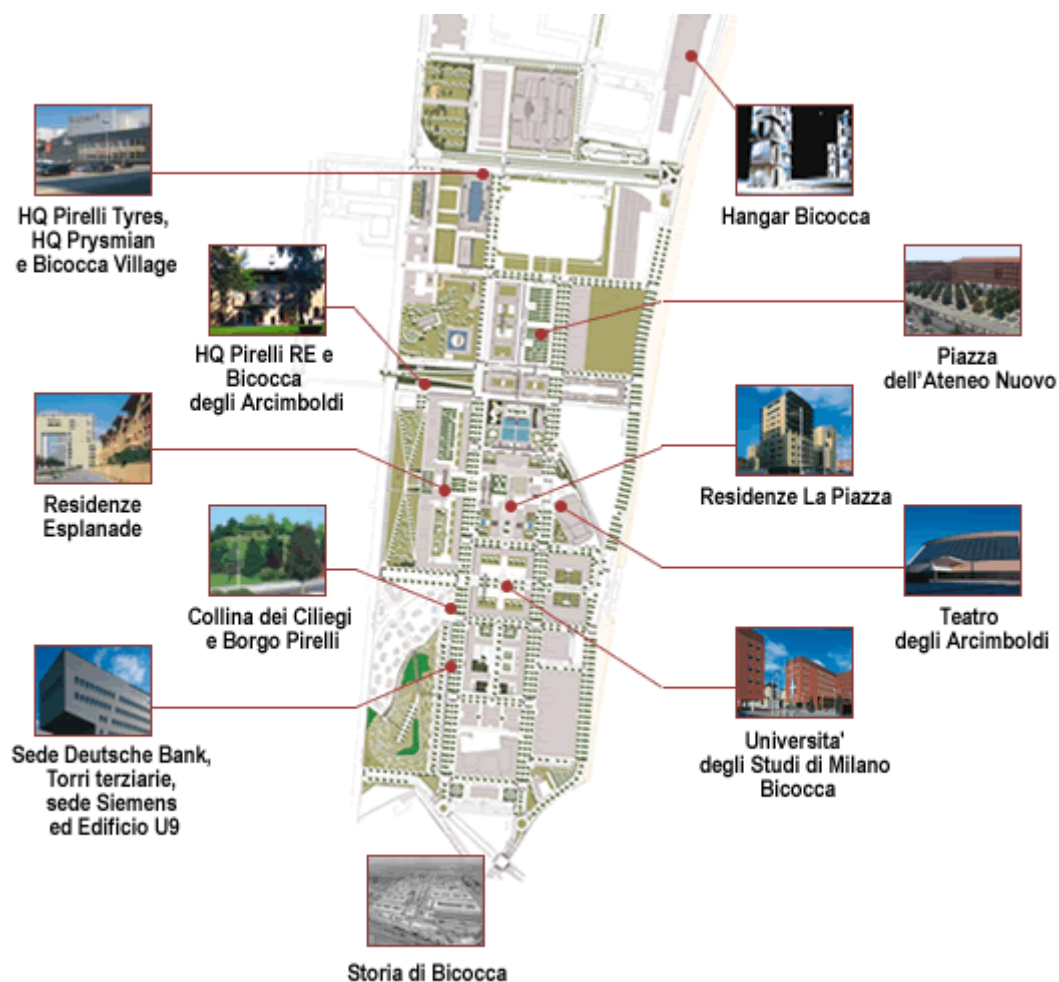 HQ Pirelli Tyres,
HQ Prysmian
e Bicocca Village
Hangar Bicocca
HQ Pirelli RE e
Bicocca
degli Arcimboldi
Piazza
dell'Ateneo Nuovo
Residenze
Esplanade
Residenze La Piazza
Collina dei Ciliegi
e Borgo Pirelli
Teatro
degli Arcimboldi
Sede Deutsche Bank,
Torri terziarie,
sede Siemens
ed Edificio U9
Universita'
degli Studi di Milano
Bicocca
Storia di Bicocca